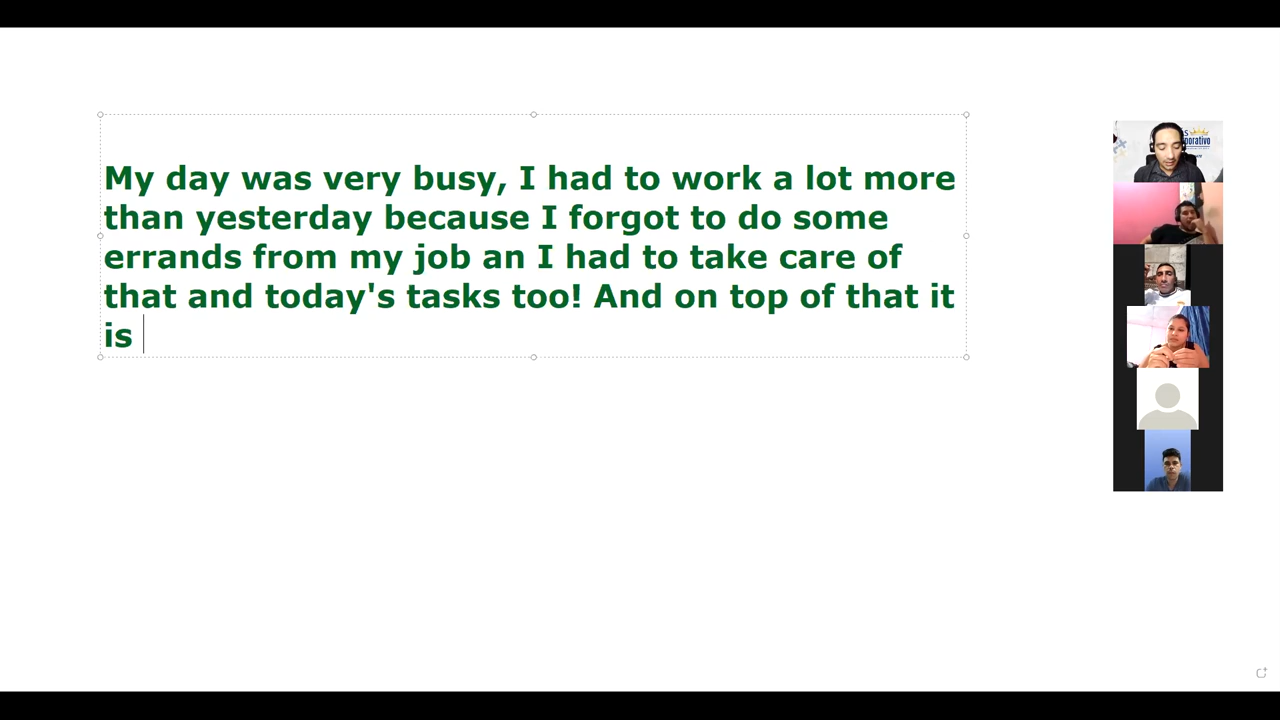 My day was very busy, I had to work a lot more
than yesterday because I forgot to do some
errands from my job an I had to take care of
that and today's tasks too! And on top of that it
is